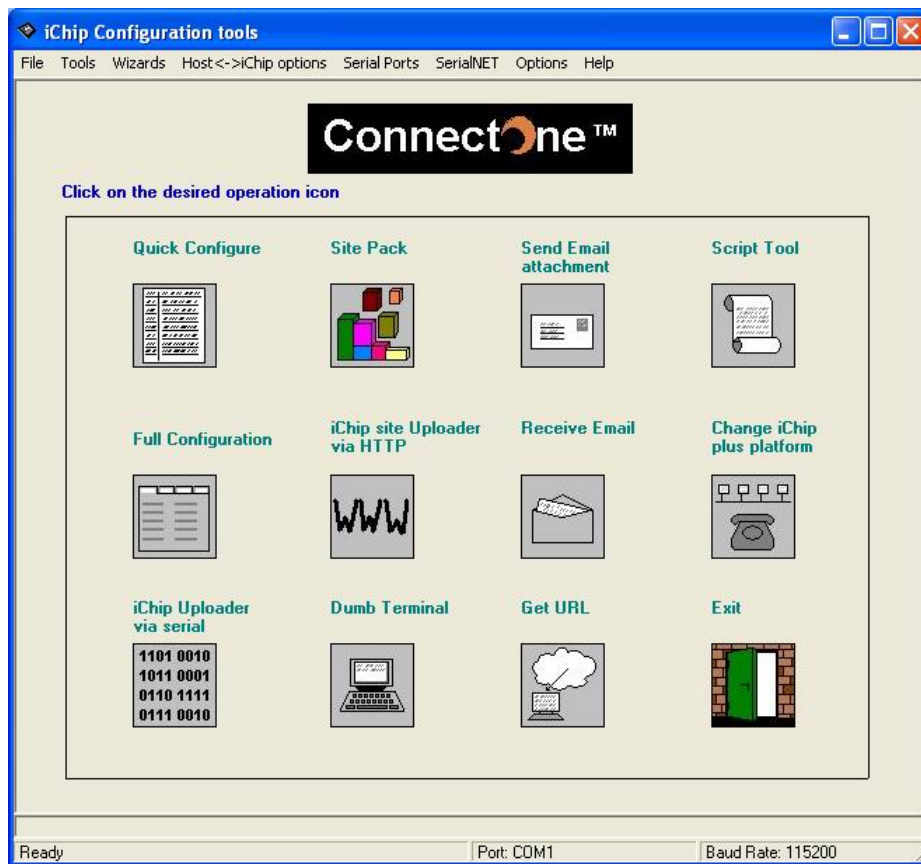 iChip Configuration tools
File Tools Wizards Host<->iChip options Serial Ports SerialNET Options Help
ConnectOne™
Click on the desired operation icon
Quick Configure
Site Pack
Send Email
attachment
Script Tool
Full Configuration
iChip site Uploader
via HTTP
Receive Email
Change iChip
plus platform
WWW
iChip Uploader
via serial
Dumb Terminal
Get URL
Exit
1101 0010
1011 0001
0110 1111
0111 0010
Ready Port: COM1 Baud Rate: 115200